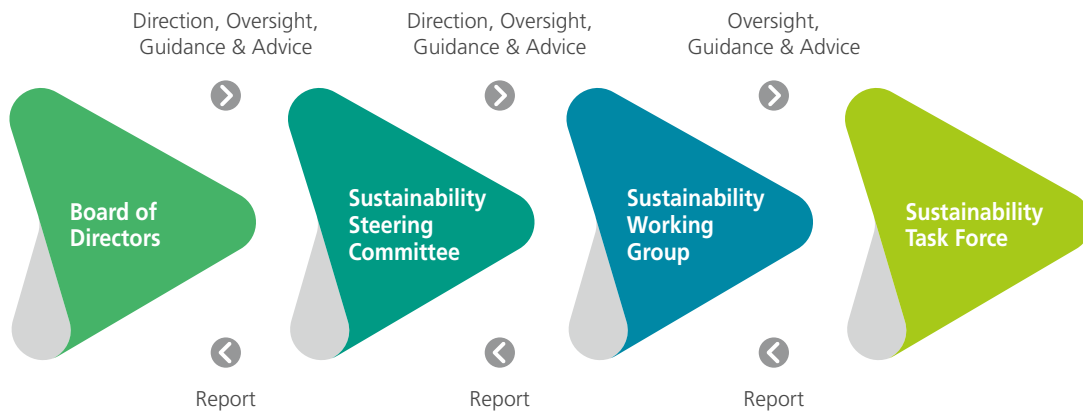 Direction, Oversight,
Guidance & Advice
Direction, Oversight,
Guidance & Advice
Oversight,
Guidance & Advice
Board of
Directors
Sustainability
Steering
Committee
Sustainability
Working
Group
Sustainability
Task Force
Report
Report
Report